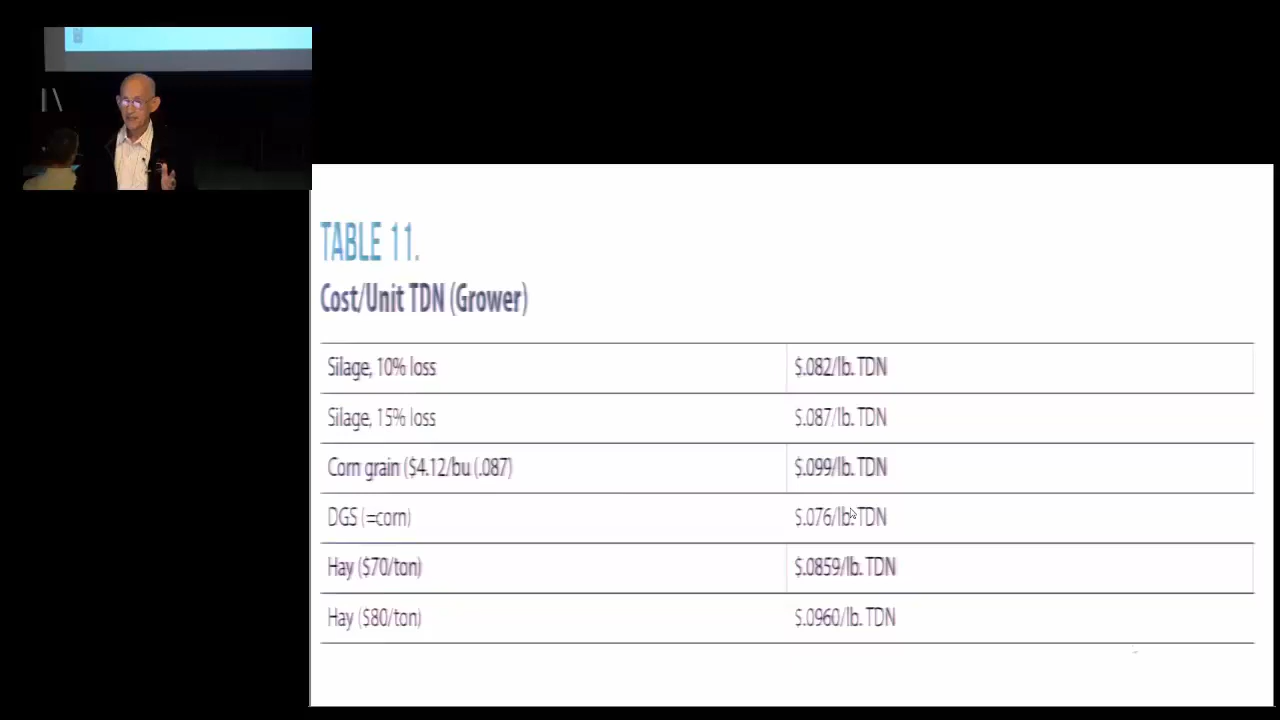 TABLE 11.
Cost/Unit TDN (Grower)
Silage, 10% loss $.082/lb. TDN
Silage, 15% loss $.087/lb. TDN
Corn grain ($4.12/bu (.087) $.099/lb. TDN
DGS (=corn) $.076/lb. TDN
Hay ($70/ton) $.0859/lb. TDN
Hay ($80/ton) $.0960/lb. TDN